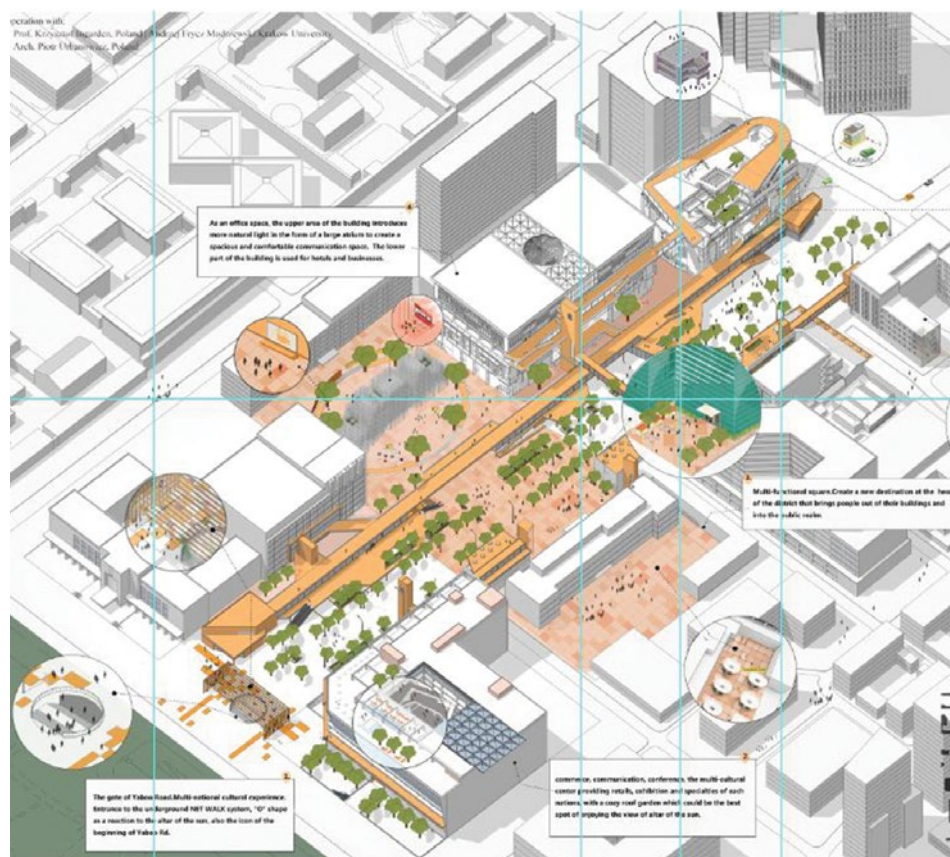 peration with:
Prof. Krzysztof Ingarden, Poland, Andrzej Frycz Modrzewski Krakow University
Arch. Piotr Urbanowicz, Poland
4.
As an office space, the upper area of the building introduces
more natural light in the form of a large atrium to create a
spacious and comfortable communication space. The lower
part of the building is used for hotels and businesses.
3.
Multi-functional square.Create a new destination at the hea
of the district that brings people out of their buildings and
into the public realm.
1.
The gate of Yabao Road.Multi-national cultural experience.
Entrance to the underground NET WALK system, "O" shape
as a reaction to the altar of the sun, also the icon of the
beginning of Yabao Rd.
2.
commerce, communication, conference, the multi-cultural
center providing retails, exhibition and specialties of each
nations, with a cozy roof garden which could be the best
spot of enjoying the view of altar of the sun.